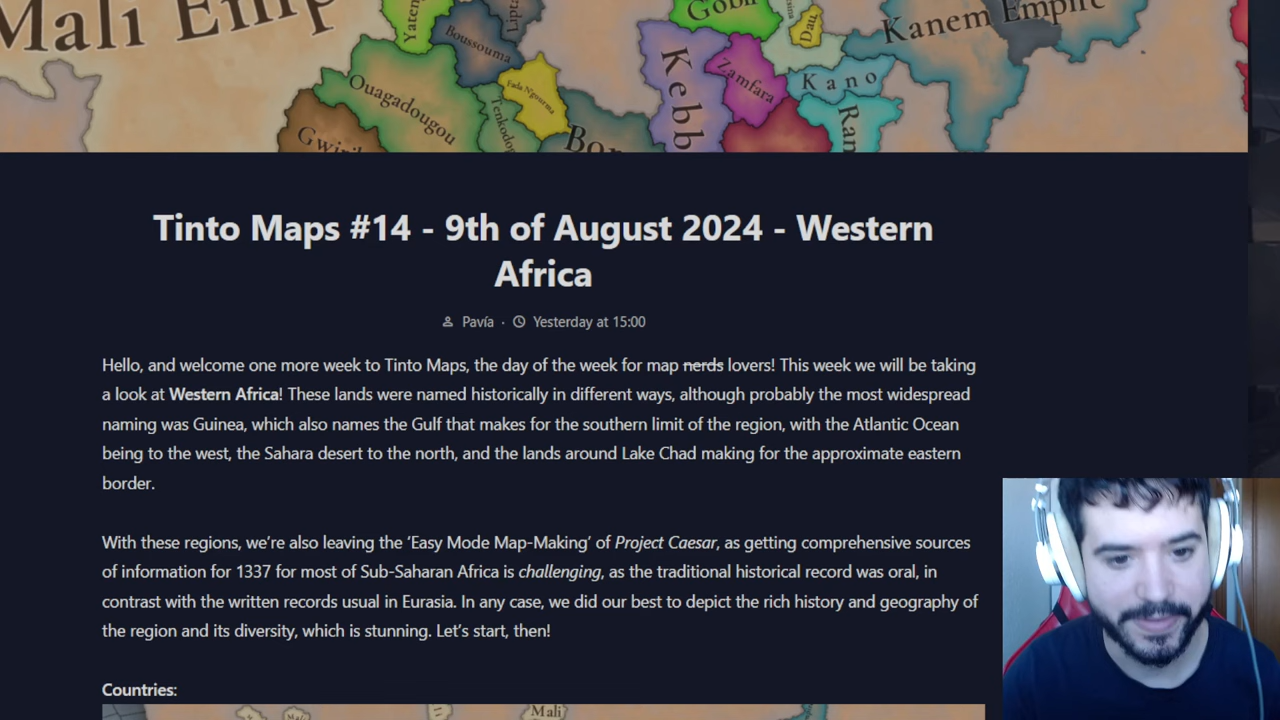 Mali Emp
Yaten
Boussouma
Lipta
Gobir
Dau
Kanem Empire
Ouagadougou
Fada Ngourma
Tenkodog
Kebb
Zamfara
Kano
Ran
Gwiri
Bor
Tinto Maps #14 - 9th of August 2024 - Western
Africa
Pavía · Yesterday at 15:00
Hello, and welcome one more week to Tinto Maps, the day of the week for map nerds lovers! This week we will be taking
a look at Western Africa! These lands were named historically in different ways, although probably the most widespread
naming was Guinea, which also names the Gulf that makes for the southern limit of the region, with the Atlantic Ocean
being to the west, the Sahara desert to the north, and the lands around Lake Chad making for the approximate eastern
border.
With these regions, we’re also leaving the ‘Easy Mode Map-Making’ of Project Caesar, as getting comprehensive sources
of information for 1337 for most of Sub-Saharan Africa is challenging, as the traditional historical record was oral, in
contrast with the written records usual in Eurasia. In any case, we did our best to depict the rich history and geography of
the region and its diversity, which is stunning. Let’s start, then!
Countries:
Mali